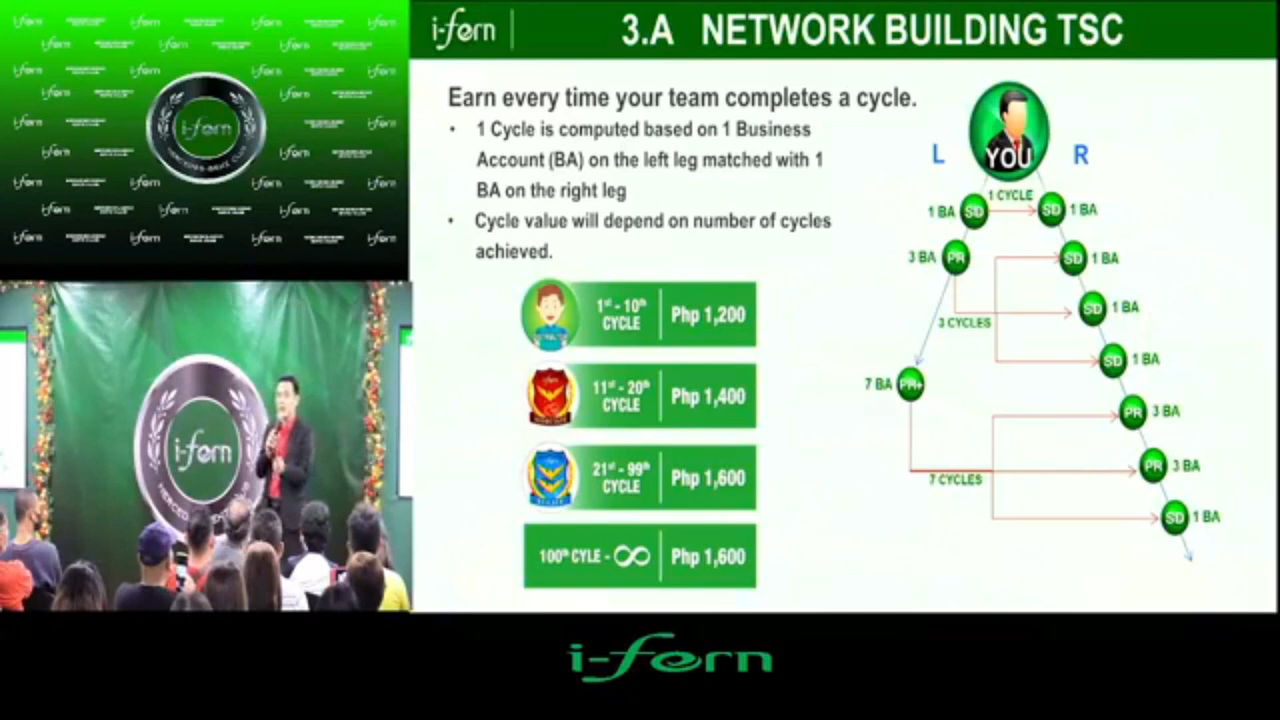 i-fern
3.A NETWORK BUILDING TSC
Earn every time your team completes a cycle.
• 1 Cycle is computed based on 1 Business
Account (BA) on the left leg matched with 1
BA on the right leg
• Cycle value will depend on number of cycles
achieved.
1st - 10th
CYCLE
Php 1,200
11st - 20th
CYCLE
Php 1,400
21st - 99th
CYCLE
Php 1,600
100th CYLE - ∞
Php 1,600
YOU
L
R
1 CYCLE
1 BA
SD
SD
1 BA
3 BA
PR
SD
1 BA
SD
1 BA
3 CYCLES
SD
1 BA
7 BA
PR+
PR
3 BA
PR
3 BA
7 CYCLES
SD
1 BA
i-fern
i-fern
i-fern